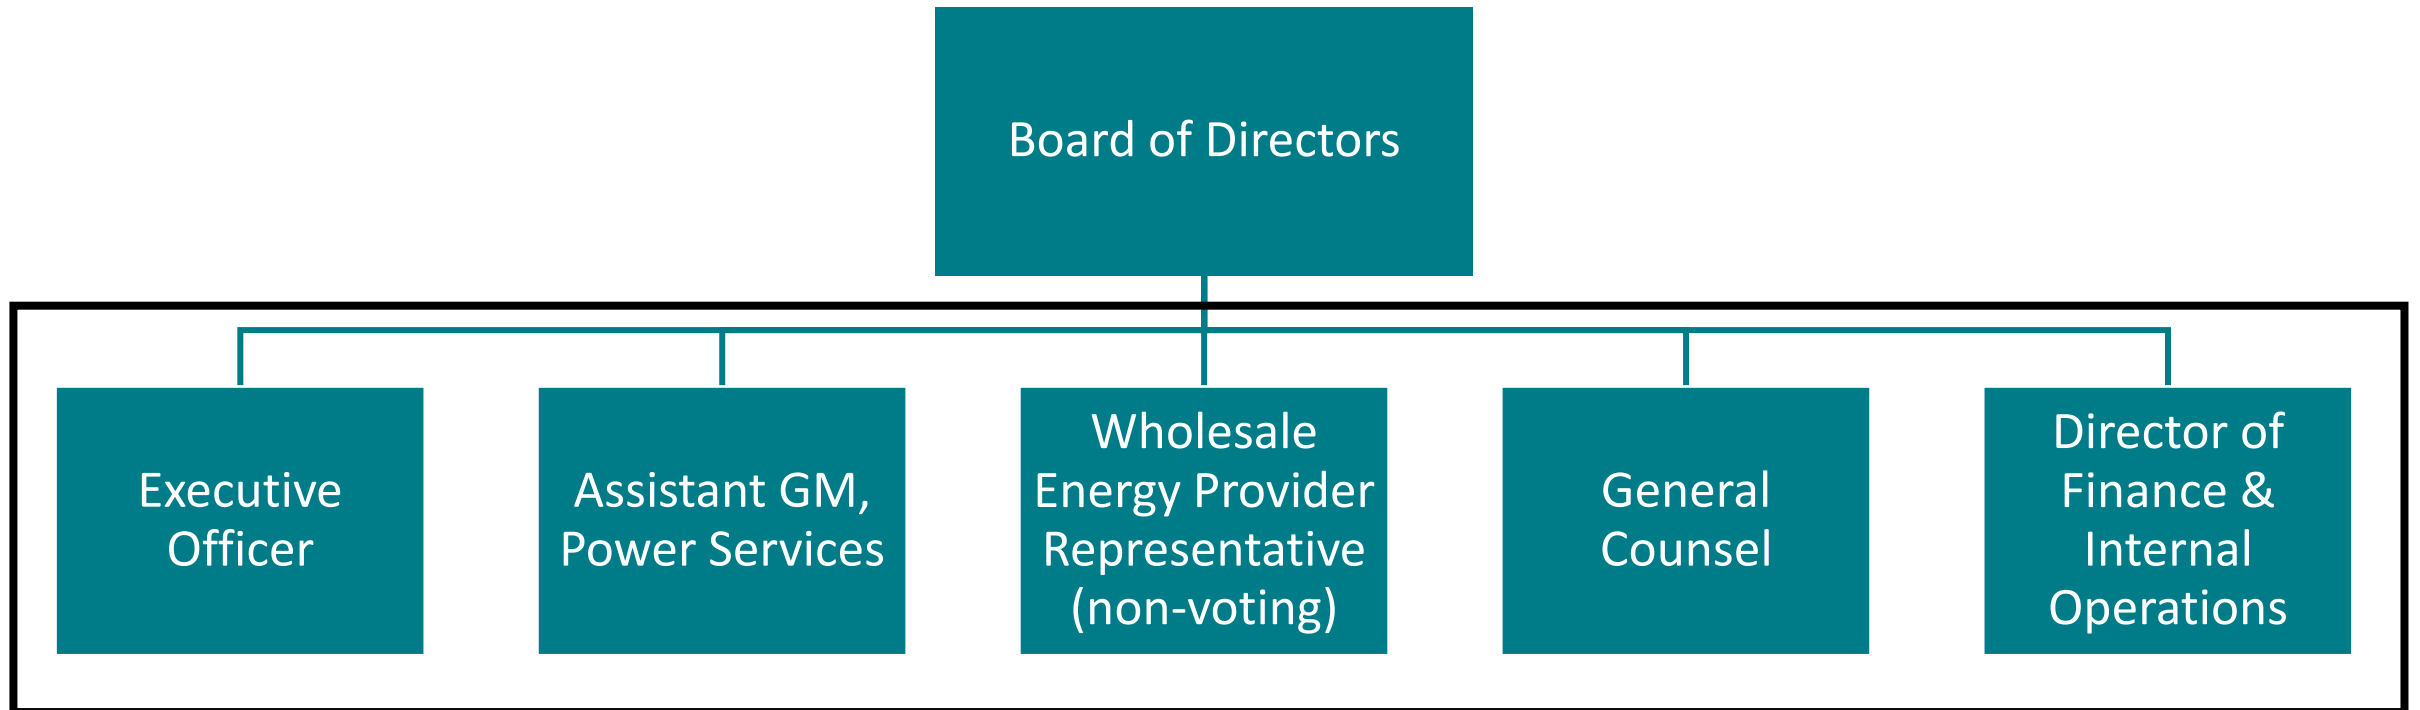 Board of Directors
Executive
Officer
Assistant GM,
Power Services
Wholesale
Energy Provider
Representative
(non-voting)
General
Counsel
Director of
Finance &
Internal
Operations